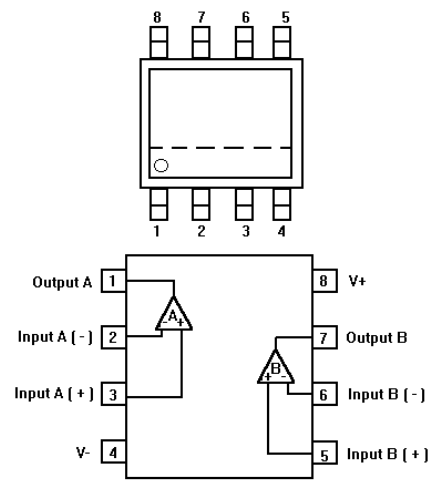 8 7 6 5
1 2 3 4
Output A 1 8 V+
A
- +
Input A ( - ) 2 7 Output B
B
+ -
Input A ( + ) 3 6 Input B ( - )
V- 4 5 Input B ( + )